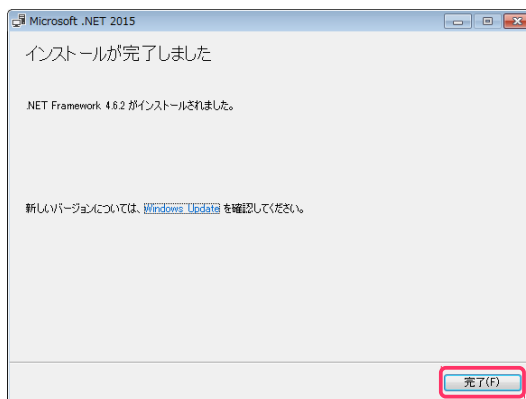 Microsoft .NET 2015
インストールが完了しました
.NET Framework 4.6.2 がインストールされました。
新しいバージョンについては、Windows Update を確認してください。
完了(F)